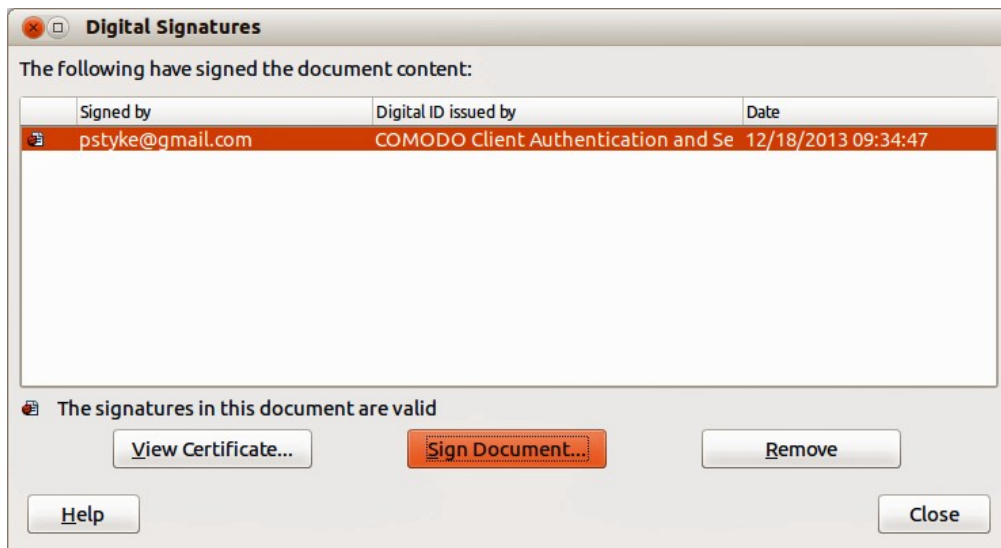 Digital Signatures
The following have signed the document content:
Signed by Digital ID issued by Date
pstyke@gmail.com COMODO Client Authentication and Se 12/18/2013 09:34:47
The signatures in this document are valid
View Certificate... Sign Document... Remove
Help Close